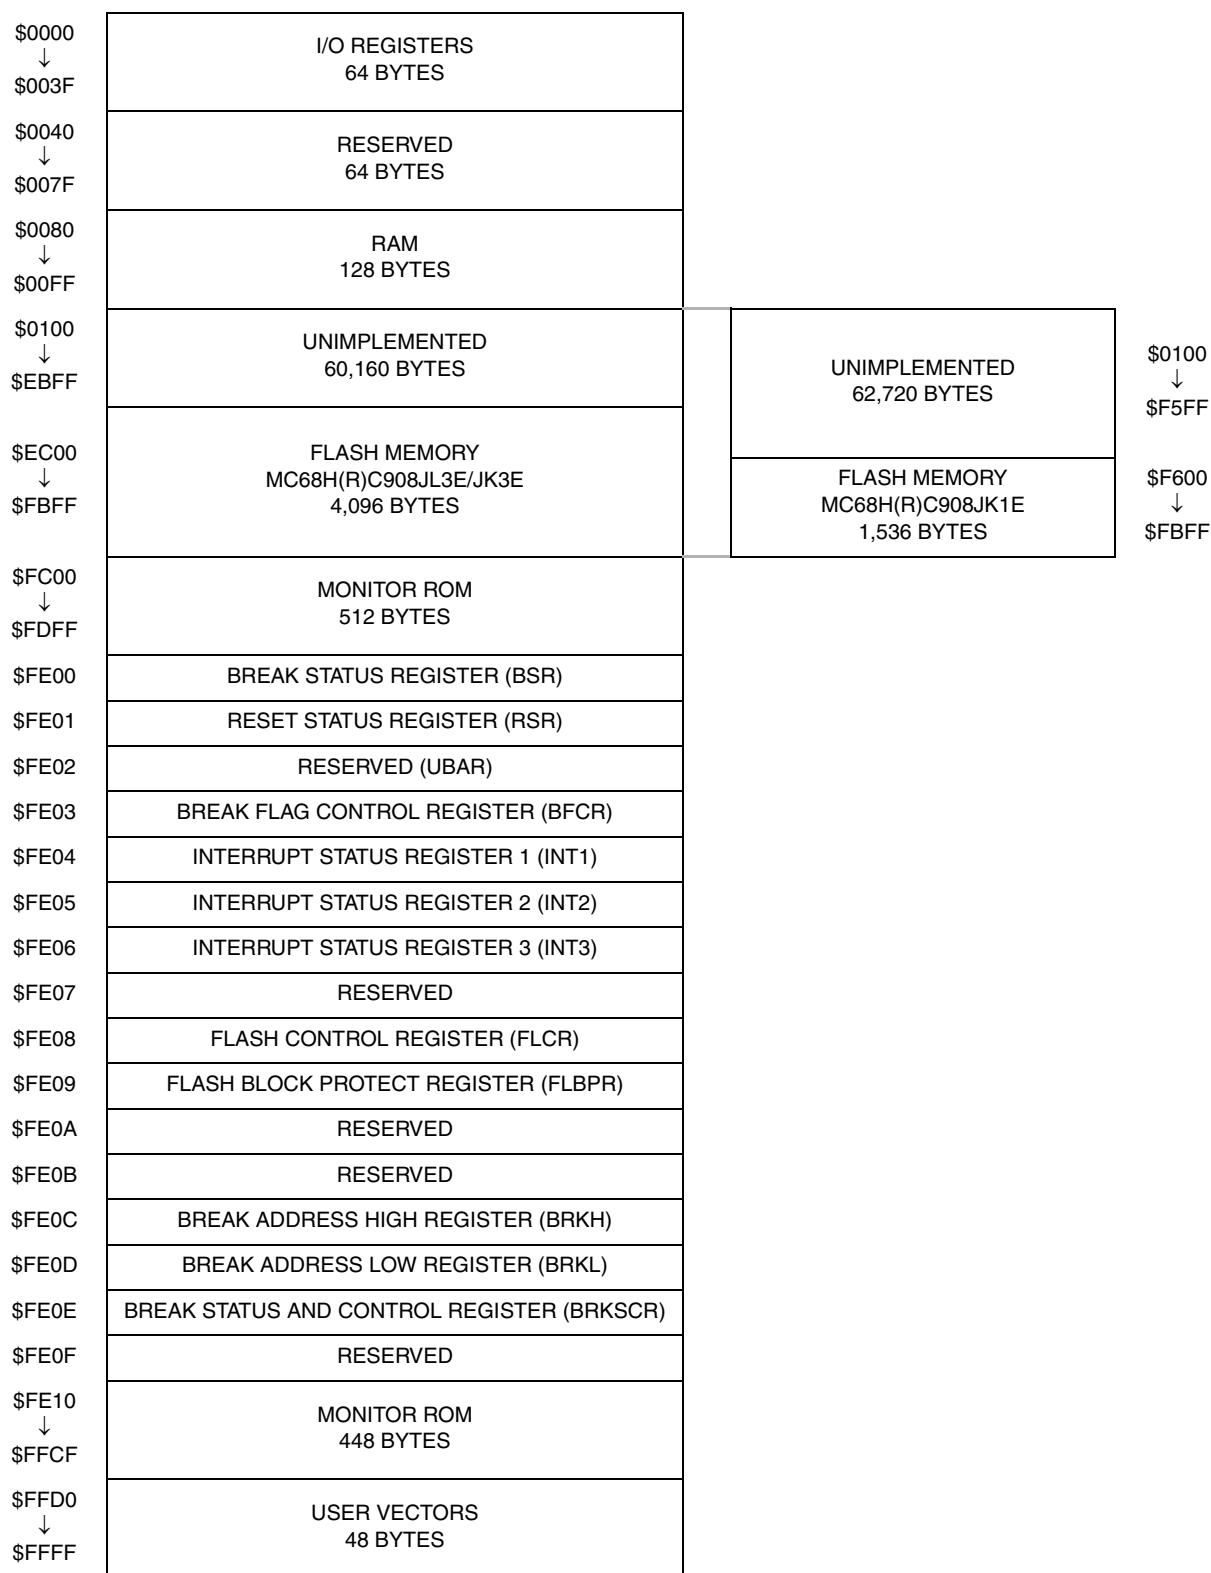 $0000
↓
$003F
I/O REGISTERS
64 BYTES
$0040
↓
$007F
RESERVED
64 BYTES
$0080
↓
$00FF
RAM
128 BYTES
$0100
↓
$EBFF
UNIMPLEMENTED
60,160 BYTES
UNIMPLEMENTED
62,720 BYTES
$0100
↓
$F5FF
$EC00
↓
$FBFF
FLASH MEMORY
MC68H(R)C908JL3E/JK3E
4,096 BYTES
FLASH MEMORY
MC68H(R)C908JK1E
1,536 BYTES
$F600
↓
$FBFF
$FC00
↓
$FDFF
MONITOR ROM
512 BYTES
$FE00 BREAK STATUS REGISTER (BSR)
$FE01 RESET STATUS REGISTER (RSR)
$FE02 RESERVED (UBAR)
$FE03 BREAK FLAG CONTROL REGISTER (BFCR)
$FE04 INTERRUPT STATUS REGISTER 1 (INT1)
$FE05 INTERRUPT STATUS REGISTER 2 (INT2)
$FE06 INTERRUPT STATUS REGISTER 3 (INT3)
$FE07 RESERVED
$FE08 FLASH CONTROL REGISTER (FLCR)
$FE09 FLASH BLOCK PROTECT REGISTER (FLBPR)
$FE0A RESERVED
$FE0B RESERVED
$FE0C BREAK ADDRESS HIGH REGISTER (BRKH)
$FE0D BREAK ADDRESS LOW REGISTER (BRKL)
$FE0E BREAK STATUS AND CONTROL REGISTER (BRKSCR)
$FE0F RESERVED
$FE10
↓
$FFCF
MONITOR ROM
448 BYTES
$FFD0
↓
$FFFF
USER VECTORS
48 BYTES